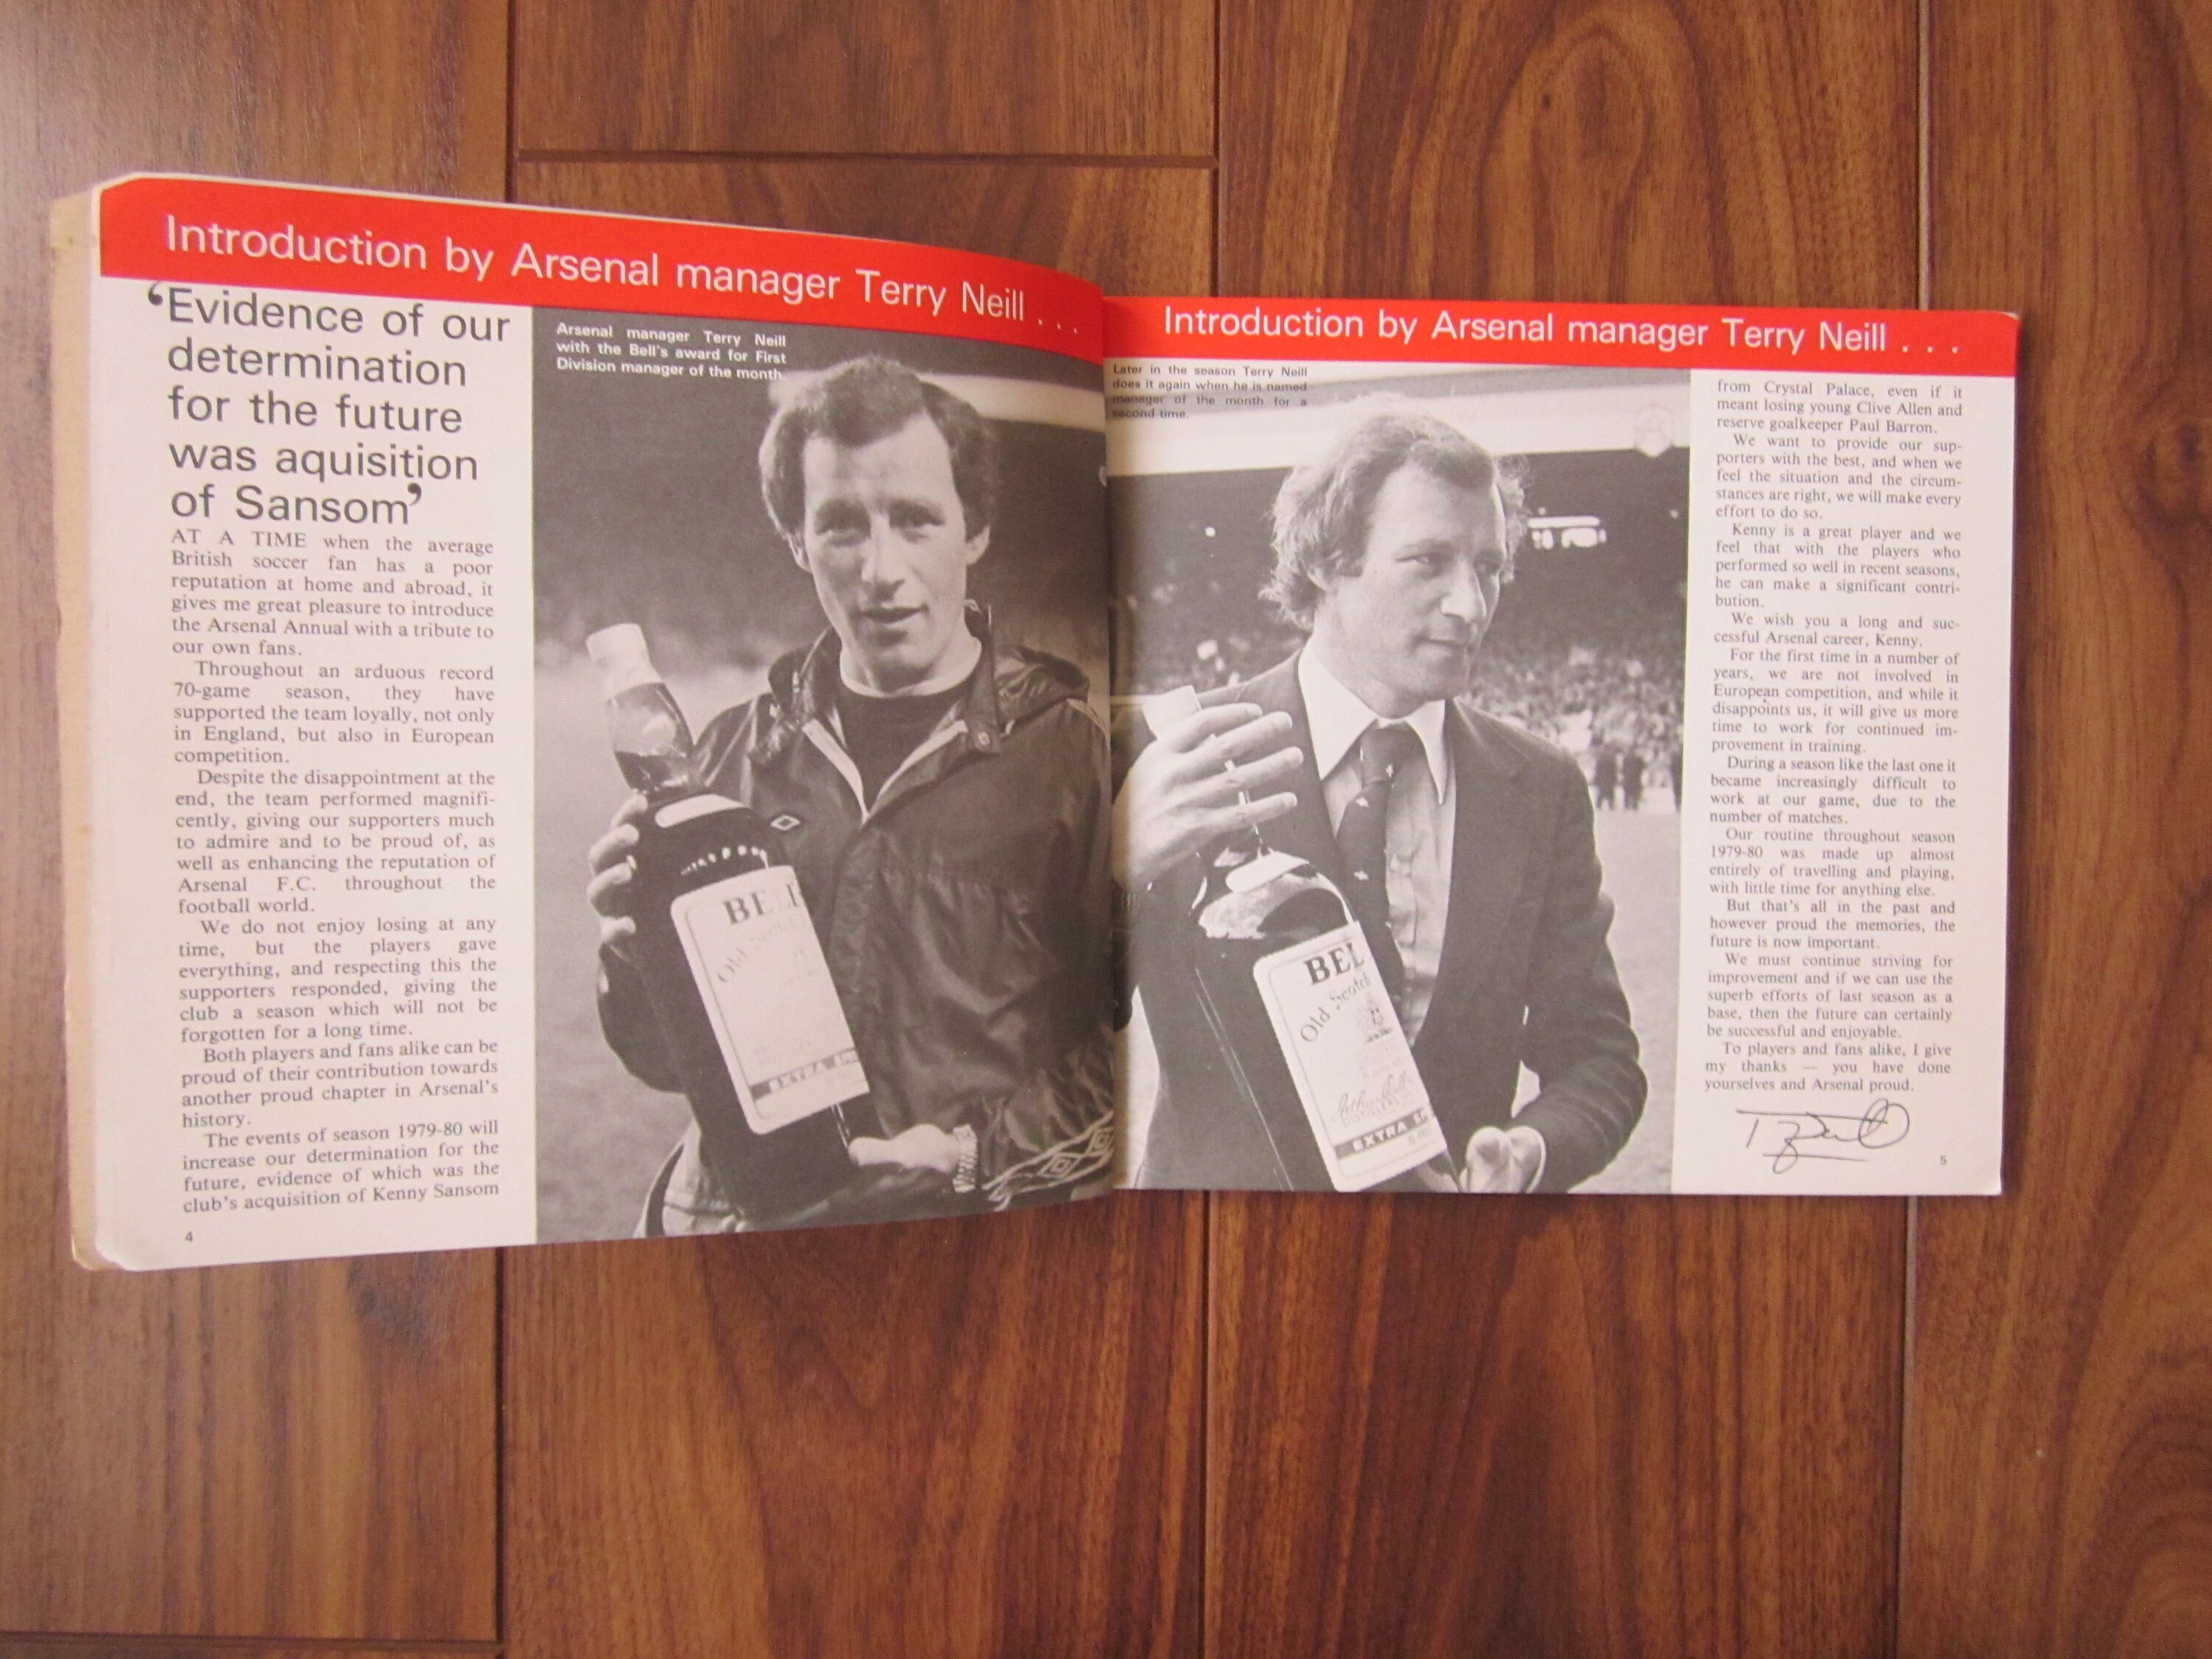 Introduction by Arsenal manager Terry Neill . . .
‘Evidence of our
determination
for the future
was aquisition
of Sansom’
AT A TIME when the average
British soccer fan has a poor
reputation at home and abroad, it
gives me great pleasure to introduce
the Arsenal Annual with a tribute to
our own fans.
Throughout an arduous record
70-game season, they have
supported the team loyally, not only
in England, but also in European
competition.
Despite the disappointment at the
end, the team performed magnifi-
cently, giving our supporters much
to admire and to be proud of, as
well as enhancing the reputation of
Arsenal F.C. throughout the
football world.
We do not enjoy losing at any
time, but the players gave
everything, and respecting this the
supporters responded, giving the
club a season which will not be
forgotten for a long time.
Both players and fans alike can be
proud of their contribution towards
another proud chapter in Arsenal's
history.
The events of season 1979-80 will
increase our determination for the
future, evidence of which was the
club's acquisition of Kenny Sansom
4
Arsenal manager Terry Neill
with the Bell's award for First
Division manager of the month.
BELL
Old Scotch
EXTRA
Introduction by Arsenal manager Terry Neill . . .
Later in the season Terry Neill
does it again when he is named
manager of the month for a
second time.
BEL
Old Scotch
EXTRA
from Crystal Palace, even if it
meant losing young Clive Allen and
reserve goalkeeper Paul Barron.
We want to provide our sup-
porters with the best, and when we
feel the situation and the circum-
stances are right, we will make every
effort to do so.
Kenny is a great player and we
feel that with the players who
performed so well in recent seasons,
he can make a significant contri-
bution.
We wish you a long and suc-
cessful Arsenal career, Kenny.
For the first time in a number of
years, we are not involved in
European competition, and while it
disappoints us, it will give us more
time to work for continued im-
provement in training.
During a season like the last one it
became increasingly difficult to
work at our game, due to the
number of matches.
Our routine throughout season
1979-80 was made up almost
entirely of travelling and playing,
with little time for anything else.
But that's all in the past and
however proud the memories, the
future is now important.
We must continue striving for
improvement and if we can use the
superb efforts of last season as a
base, then the future can certainly
be successful and enjoyable.
To players and fans alike, I give
my thanks — you have done
yourselves and Arsenal proud.
5